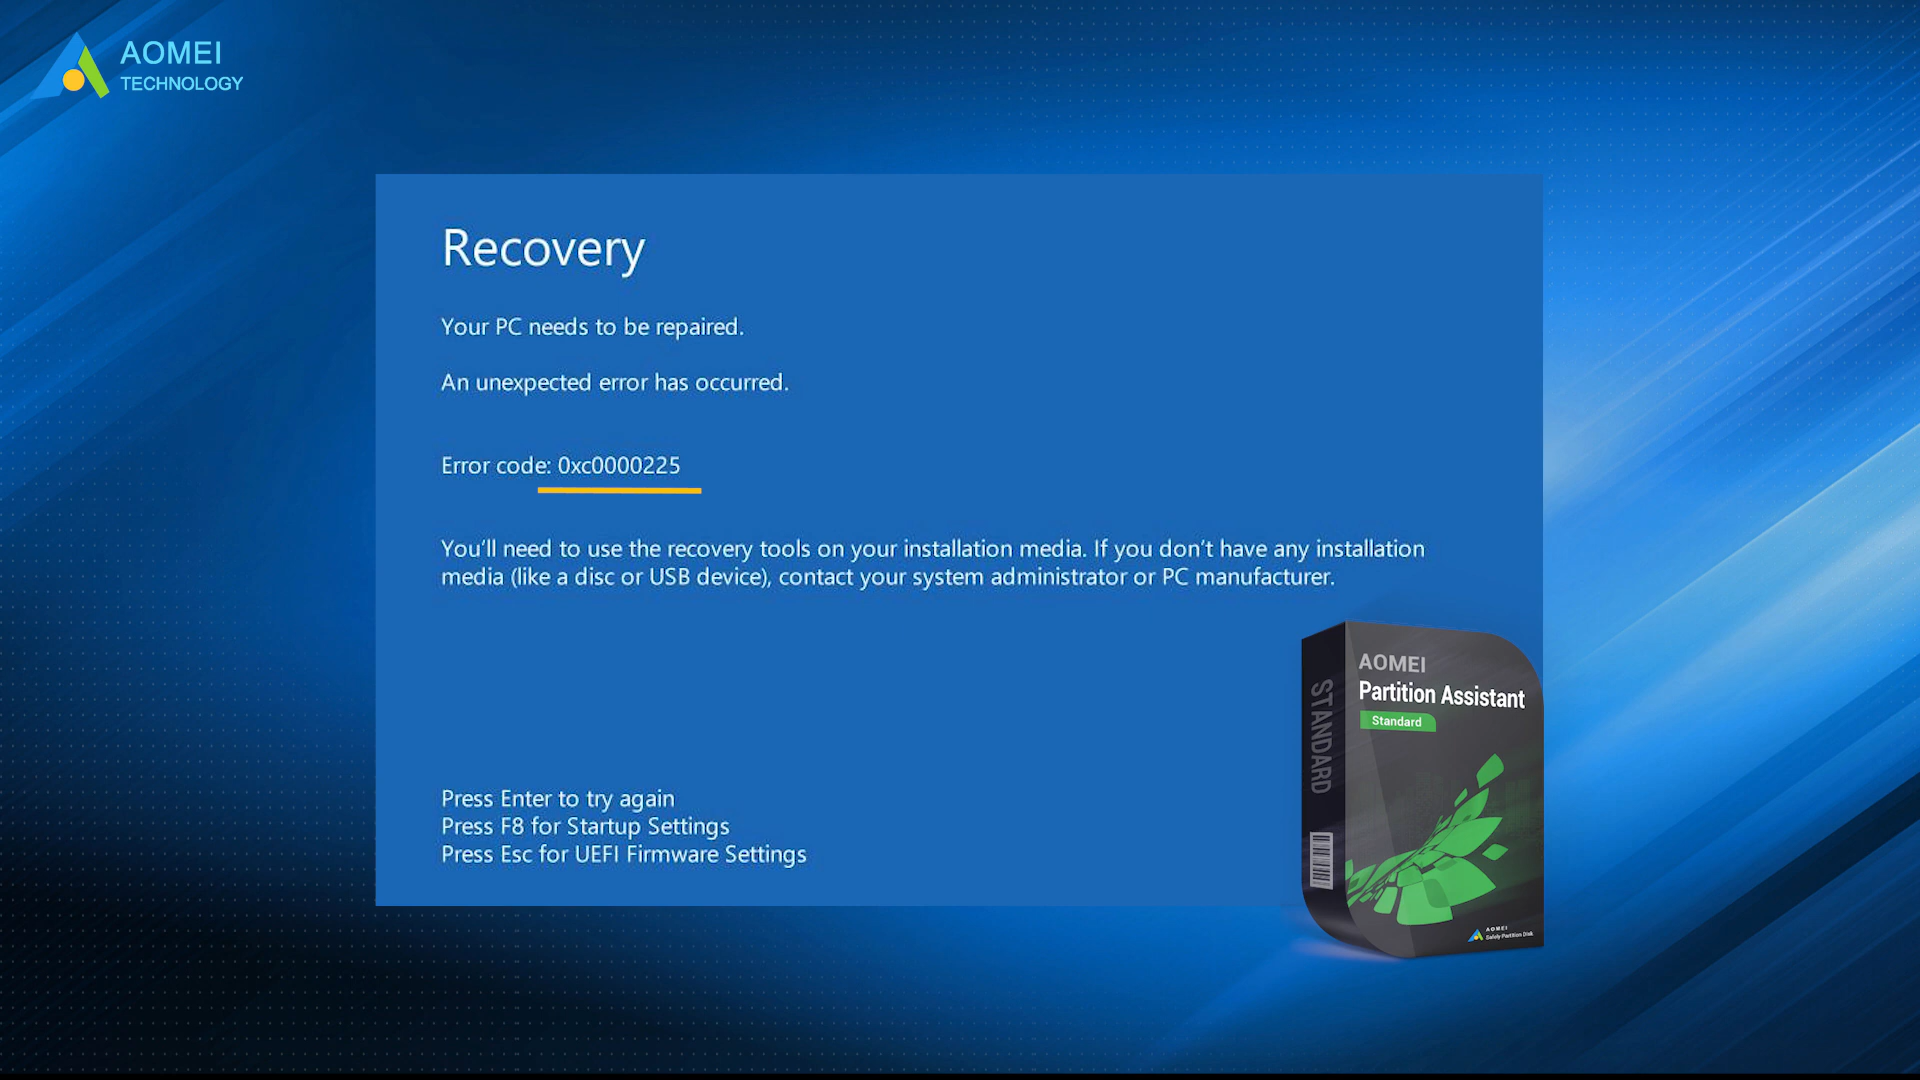 AOMEI
TECHNOLOGY
Recovery
Your PC needs to be repaired.
An unexpected error has occurred.
Error code: 0xc0000225
You'll need to use the recovery tools on your installation media. If you don't have any installation
media (like a disc or USB device), contact your system administrator or PC manufacturer.
Press Enter to try again
Press F8 for Startup Settings
Press Esc for UEFI Firmware Settings
STANDARD
AOMEI
Partition Assistant
Standard
AOMEI
Safely Partition Disk